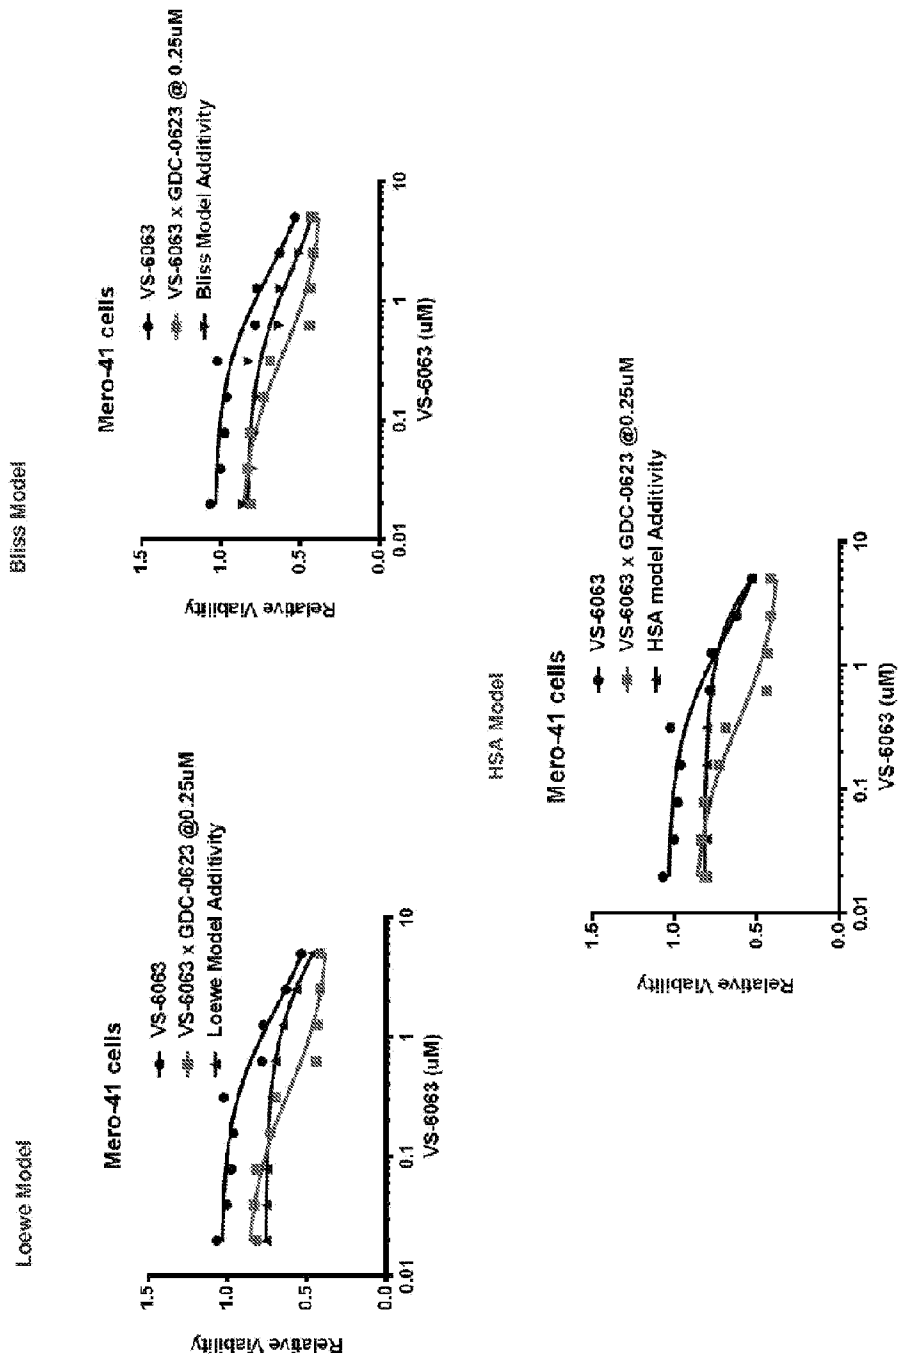 Loewe Model
Mero-41 cells
VS-6063
VS-6063 x GDC-0623 @0.25uM
Loewe Model Additivity
Relative Viability
1.5
1.0
0.5
0.0
0.01
0.1
1
10
VS-6063 (uM)
Bliss Model
Mero-41 cells
VS-6063
VS-6063 x GDC-0623 @ 0.25uM
Bliss Model Additivity
Relative Viability
1.5
1.0
0.5
0.0
0.01
0.1
1
10
VS-6063 (uM)
HSA Model
Mero-41 cells
VS-6063
VS-6063 x GDC-0623 @0.25uM
HSA model Additivity
Relative Viability
1.5
1.0
0.5
0.0
0.01
0.1
1
10
VS-6063 (uM)